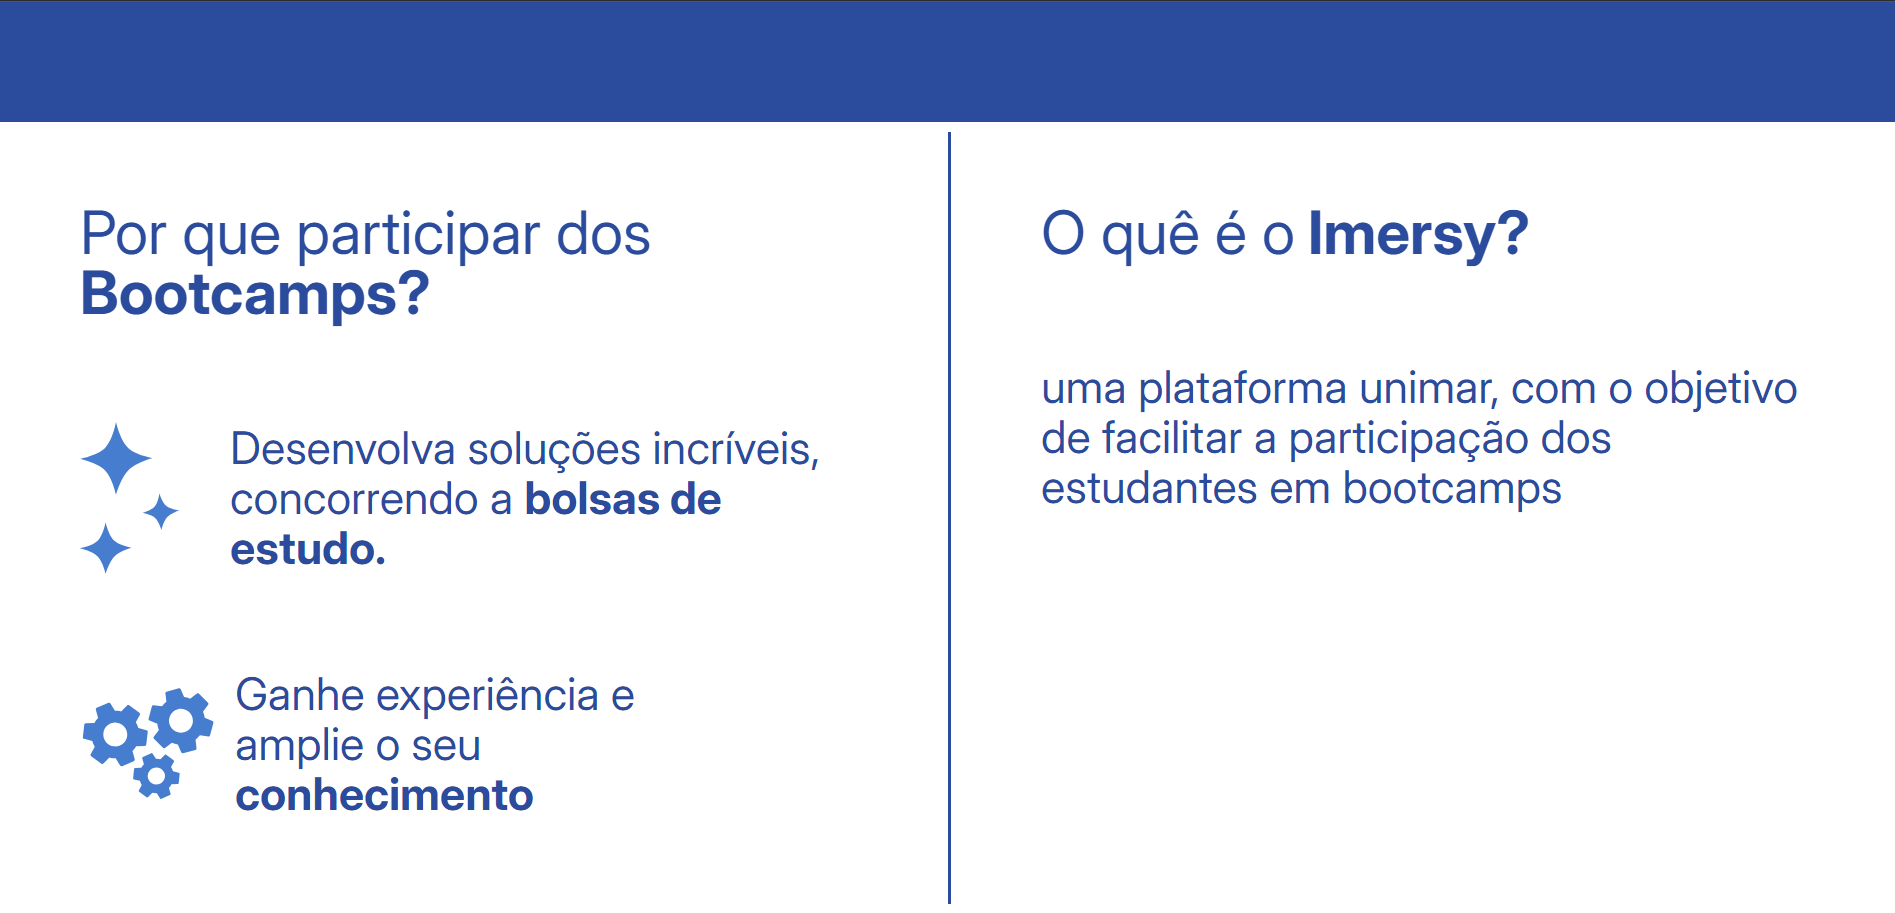 Por que participar dos
Bootcamps?
Desenvolva soluções incríveis,
concorrendo a bolsas de
estudo.
Ganhe experiência e
amplie o seu
conhecimento
O quê é o Imersy?
uma plataforma unimar, com o objetivo
de facilitar a participação dos
estudantes em bootcamps